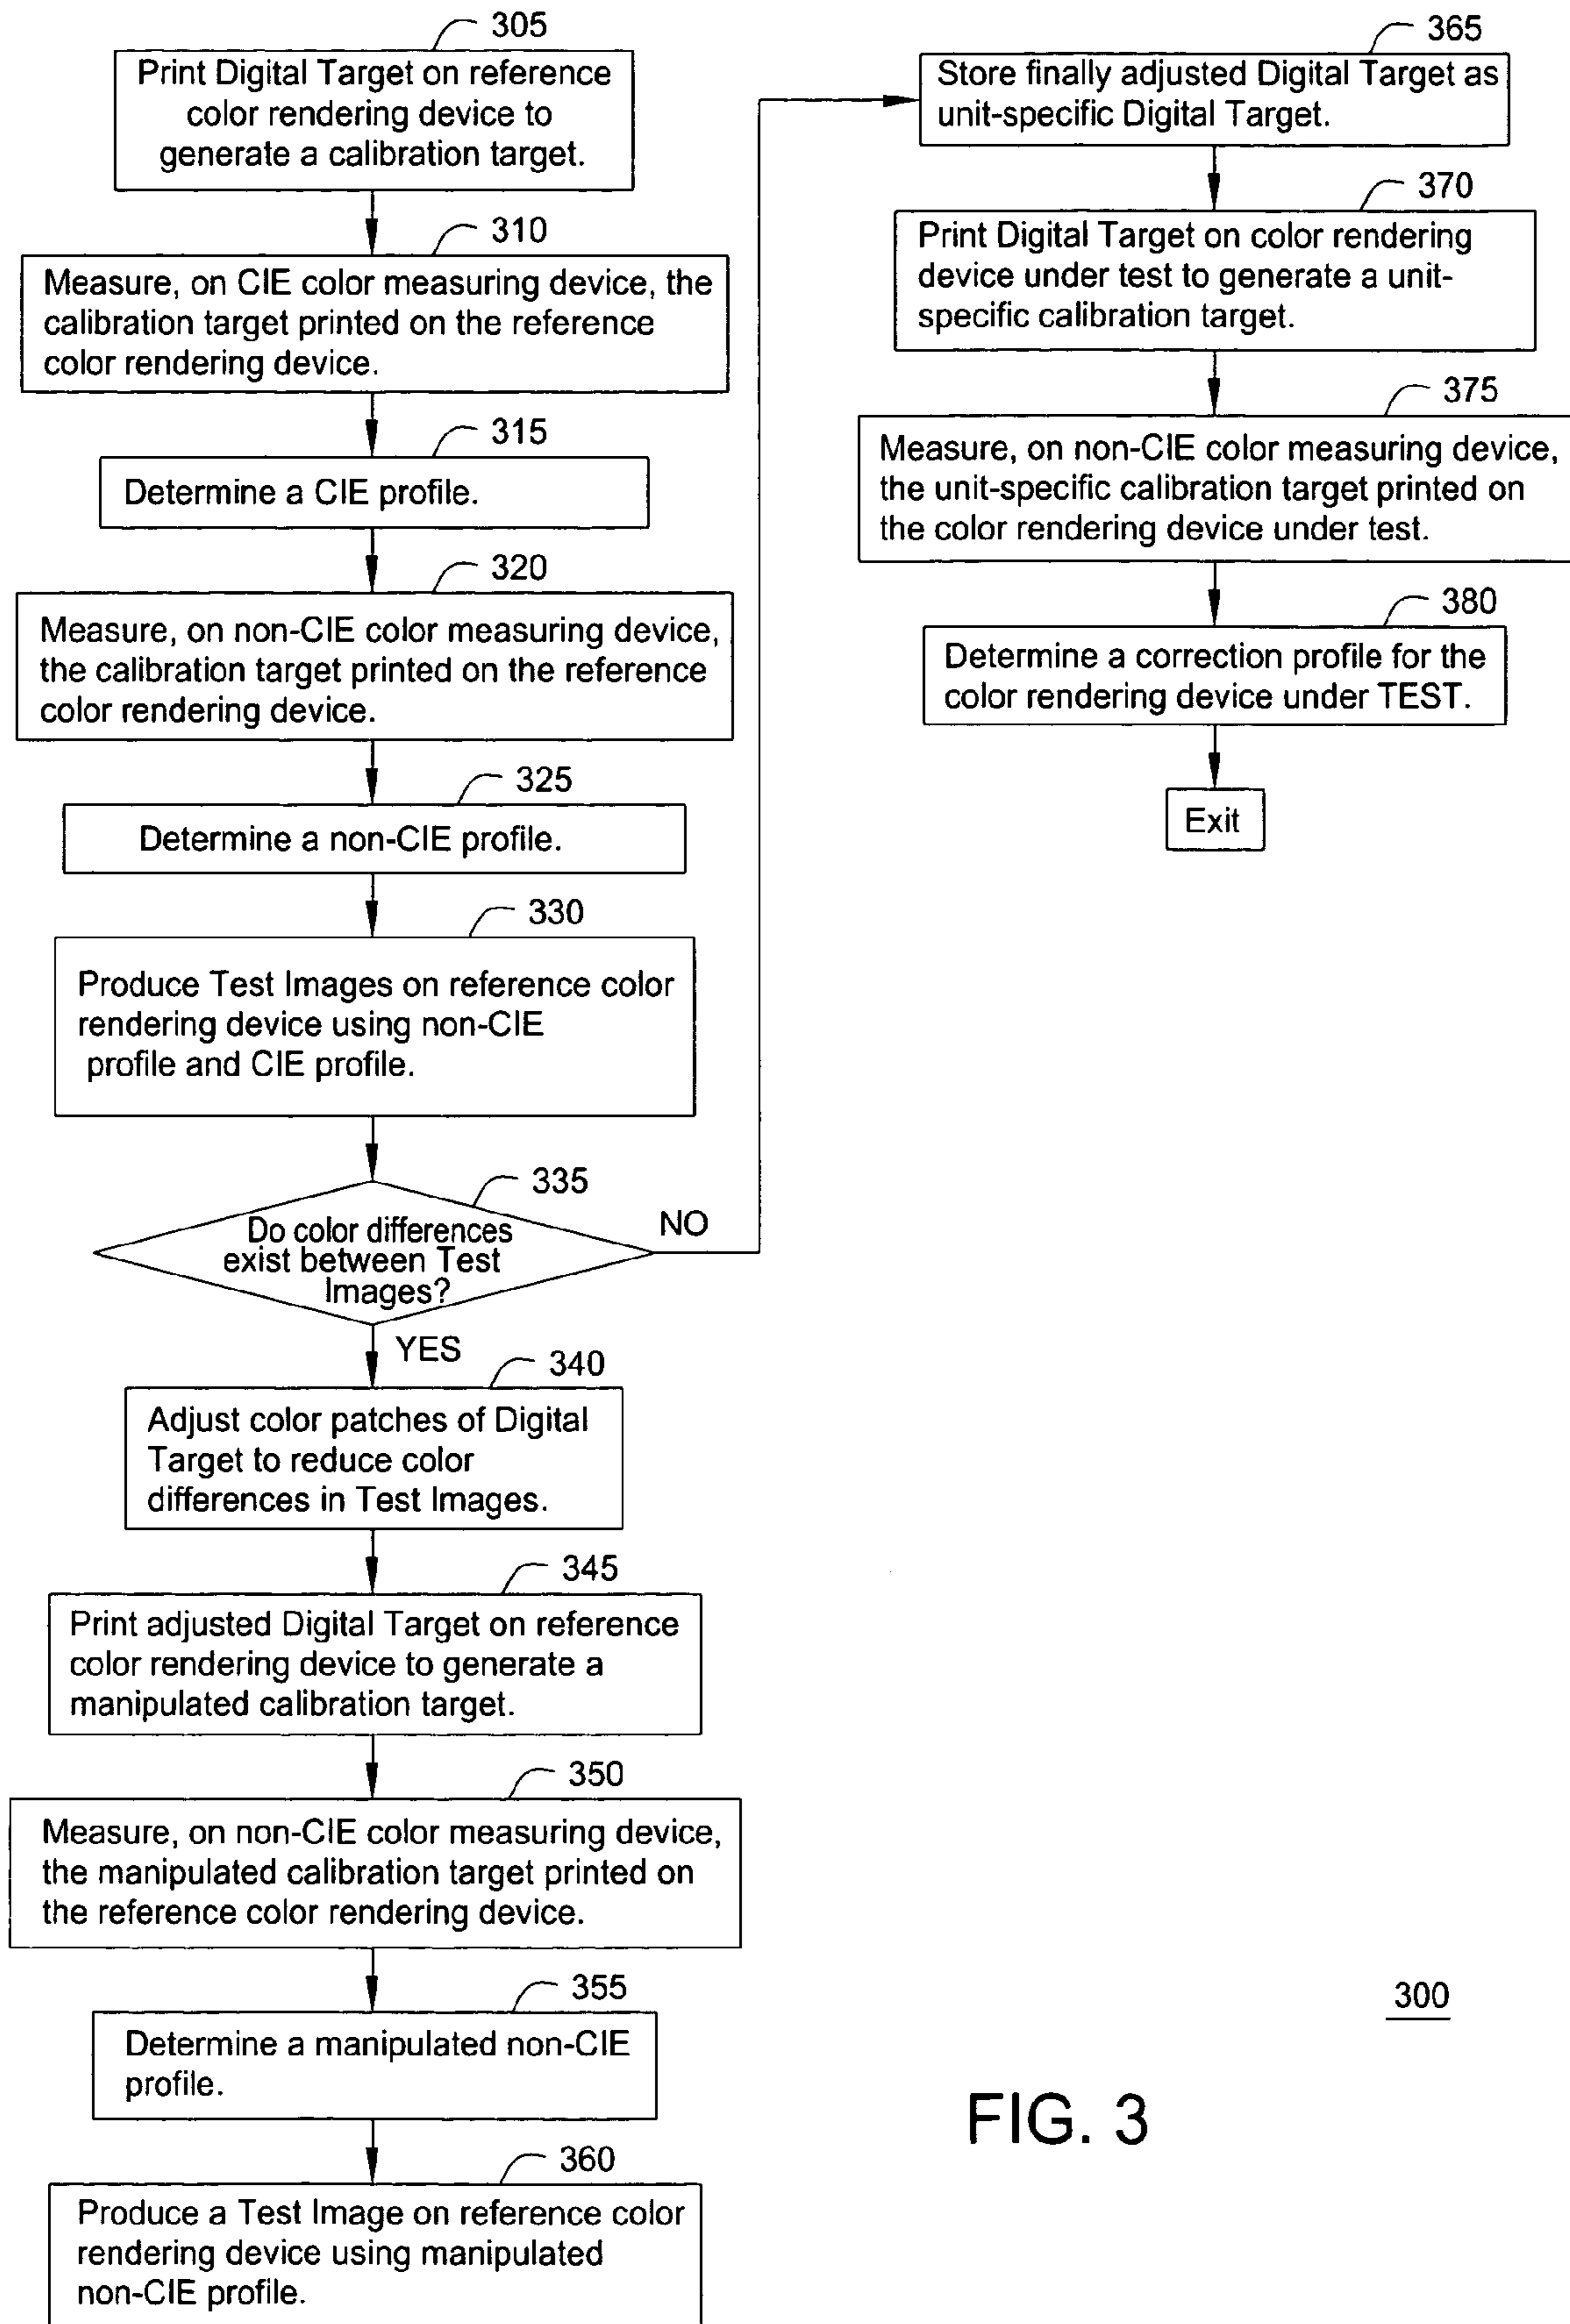 305
Print Digital Target on reference
color rendering device to
generate a calibration target.
310
Measure, on CIE color measuring device, the
calibration target printed on the reference
color rendering device.
315
Determine a CIE profile.
320
Measure, on non-CIE color measuring device,
the calibration target printed on the reference
color rendering device.
325
Determine a non-CIE profile.
330
Produce Test Images on reference color
rendering device using non-CIE
profile and CIE profile.
335
Do color differences
exist between Test
Images?
NO
YES
340
Adjust color patches of Digital
Target to reduce color
differences in Test Images.
345
Print adjusted Digital Target on reference
color rendering device to generate a
manipulated calibration target.
350
Measure, on non-CIE color measuring device,
the manipulated calibration target printed on
the reference color rendering device.
355
Determine a manipulated non-CIE
profile.
360
Produce a Test Image on reference color
rendering device using manipulated
non-CIE profile.
365
Store finally adjusted Digital Target as
unit-specific Digital Target.
370
Print Digital Target on color rendering
device under test to generate a unit-
specific calibration target.
375
Measure, on non-CIE color measuring device,
the unit-specific calibration target printed on
the color rendering device under test.
380
Determine a correction profile for the
color rendering device under TEST.
Exit
300
FIG. 3